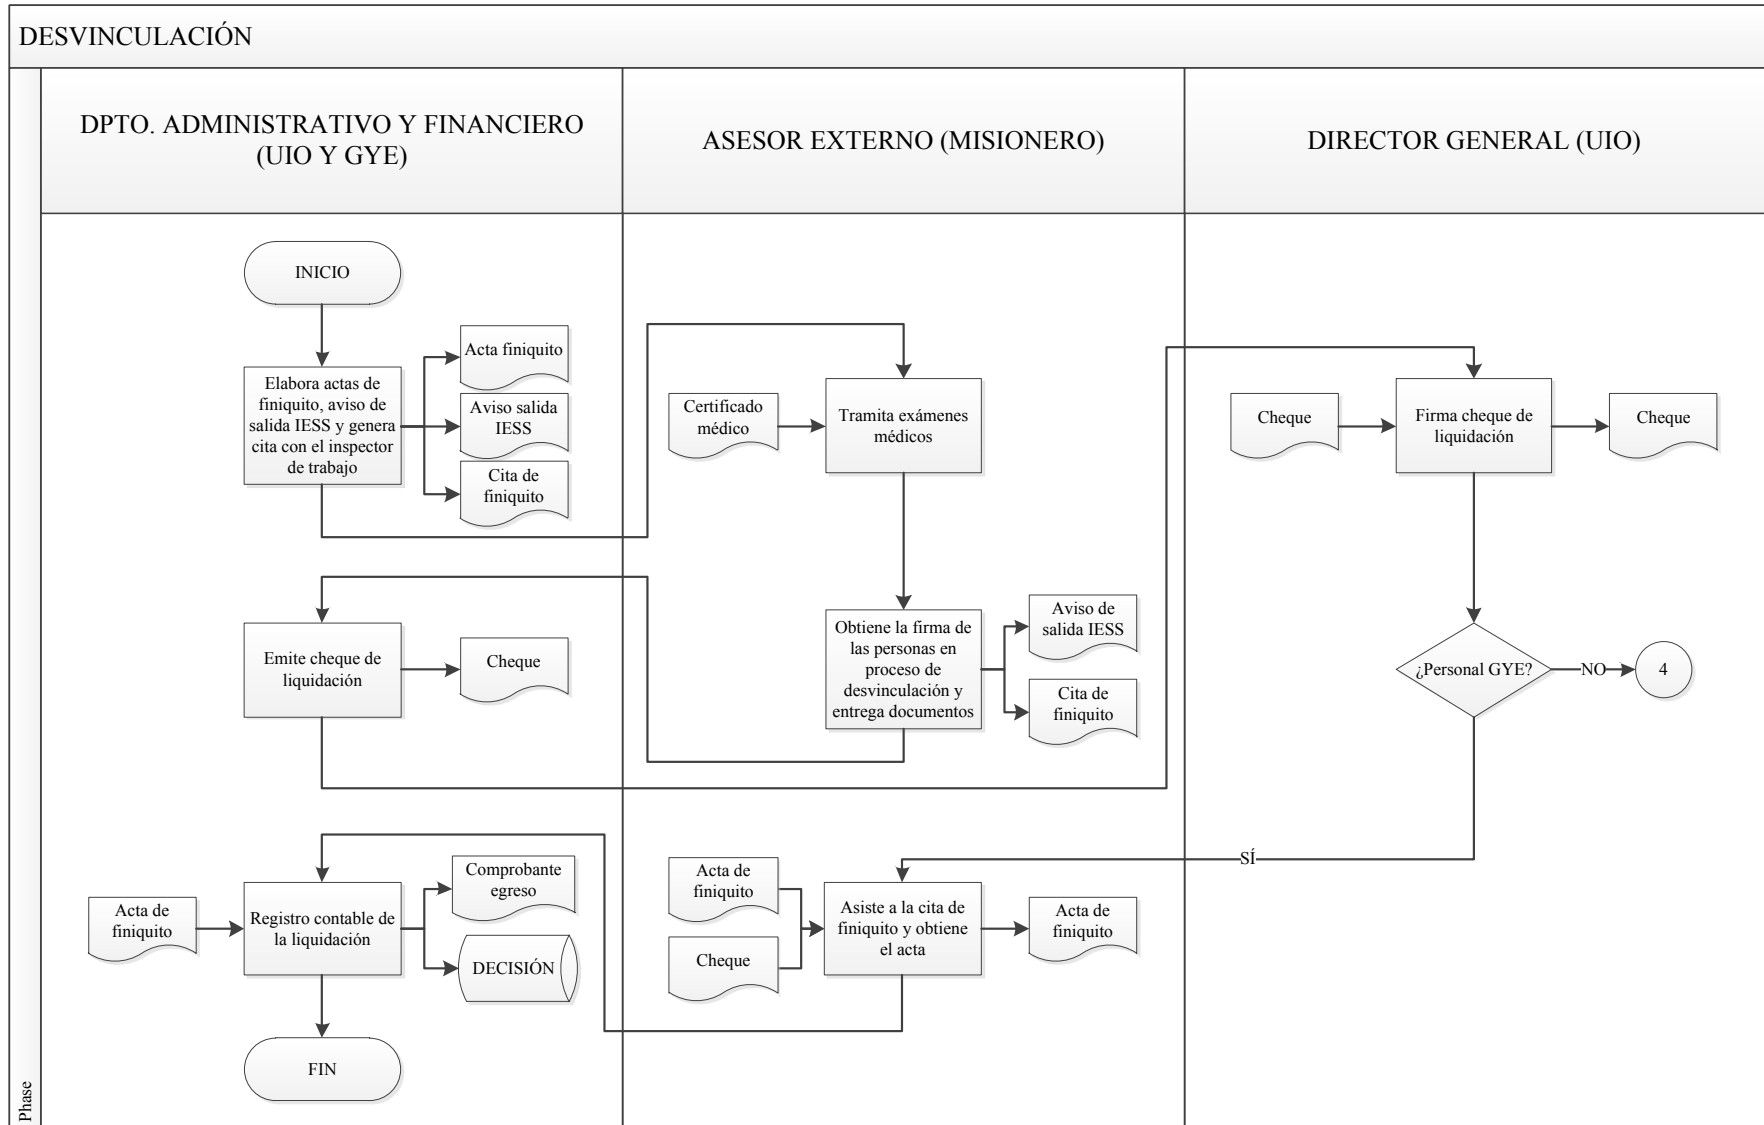 DESVINCULACIÓN
DPTO. ADMINISTRATIVO Y FINANCIERO
(UIO Y GYE)
ASESOR EXTERNO (MISIONERO)
DIRECTOR GENERAL (UIO)
INICIO
Elabora actas de
finiquito, aviso de
salida IESS y genera
cita con el inspector
de trabajo
Acta finiquito
Aviso salida
IESS
Cita de
finiquito
Certificado
médico
Tramita exámenes
médicos
Cheque
Firma cheque de
liquidación
Cheque
Emite cheque de
liquidación
Cheque
Obtiene la firma de
las personas en
proceso de
desvinculación y
entrega documentos
Aviso de
salida IESS
Cita de
finiquito
¿Personal GYE?
NO
4
SÍ
Acta de
finiquito
Registro contable de
la liquidación
Comprobante
egreso
DECISIÓN
Acta de
finiquito
Cheque
Asiste a la cita de
finiquito y obtiene
el acta
Acta de
finiquito
FIN
Phase